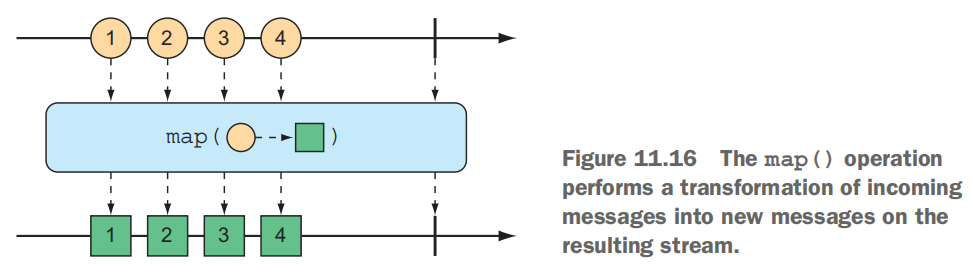 1 2 3 4
map( )
1 2 3 4
Figure 11.16 The map() operation
performs a transformation of incoming
messages into new messages on the
resulting stream.